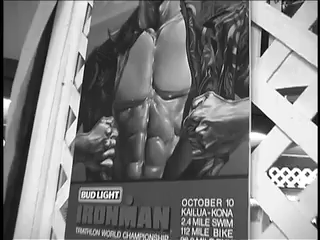 BUD LIGHT
IRONMAN
TRIATHLON WORLD CHAMPIONSHIP
OCTOBER 10
KAILUA-KONA
2.4 MILE SWIM
112 MILE BIKE